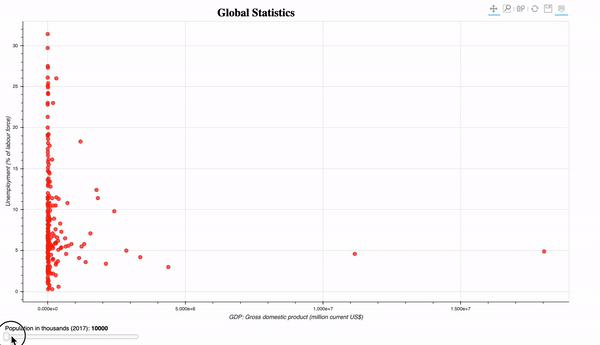 Global Statistics
30
25
20
15
10
5
0
Unemployment (% of labour force)
0.000e+0
5.000e+6
1.000e+7
1.500e+7
GDP: Gross domestic product (million current US$)
Population in thousands (2017): 10000